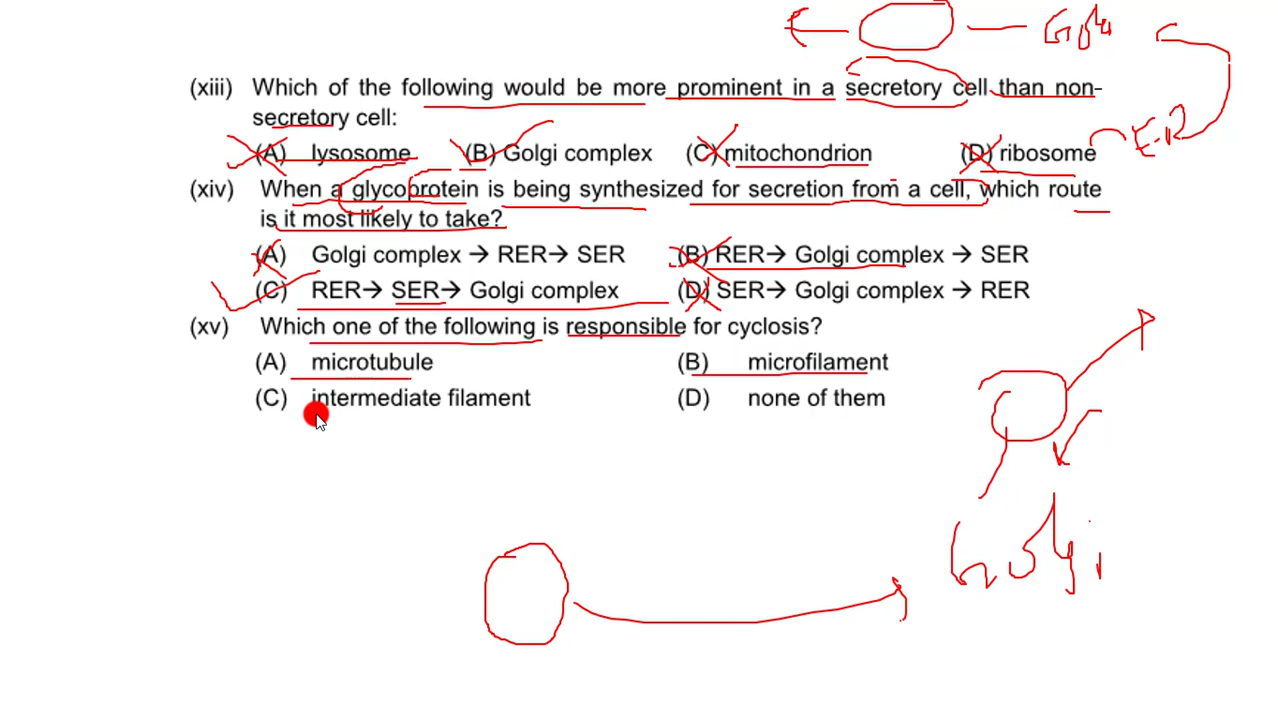 Golgi
(xiii) Which of the following would be more prominent in a secretory cell than non-
secretory cell:
(A) lysosome (B) Golgi complex (C) mitochondrion (D) ribosome
E.R
(xiv) When a glycoprotein is being synthesized for secretion from a cell, which route
is it most likely to take?
(A) Golgi complex → RER→ SER (B) RER→ Golgi complex → SER
(C) RER→ SER→ Golgi complex (D) SER→ Golgi complex → RER
(xv) Which one of the following is responsible for cyclosis?
(A) microtubule (B) microfilament
(C) intermediate filament (D) none of them
Golgi